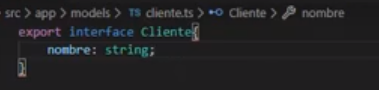 src > app > models > TS cliente.ts > Cliente > nombre
export interface Cliente{
nombre: string;
}